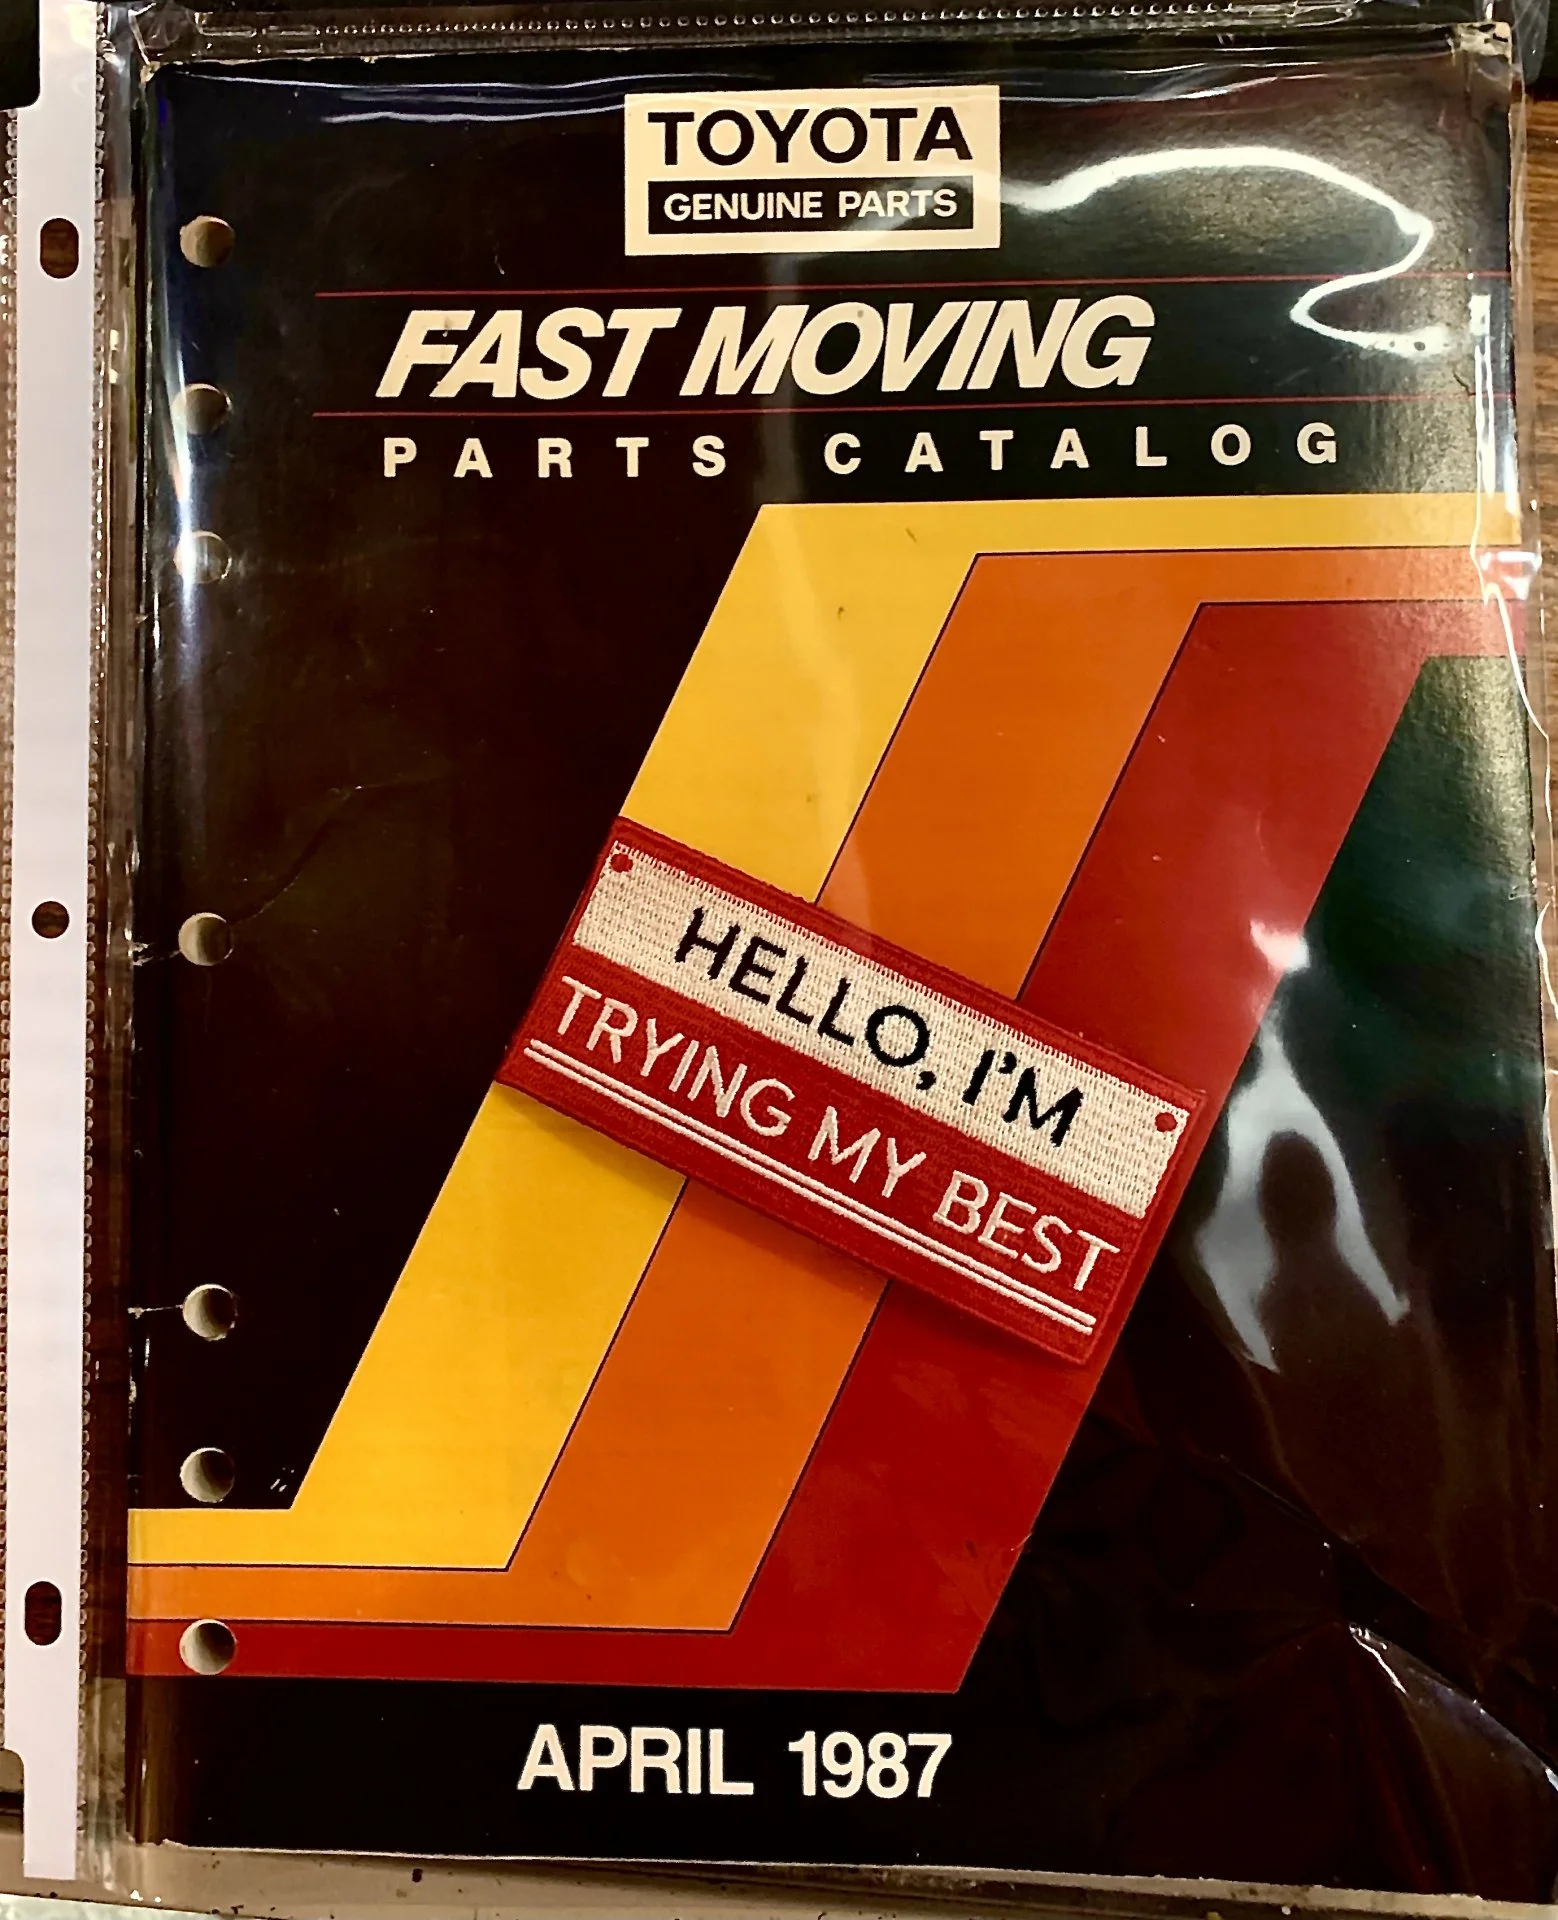 TOYOTA
GENUINE PARTS
FAST MOVING
PARTS CATALOG
HELLO, I'M
TRYING MY BEST
APRIL 1987